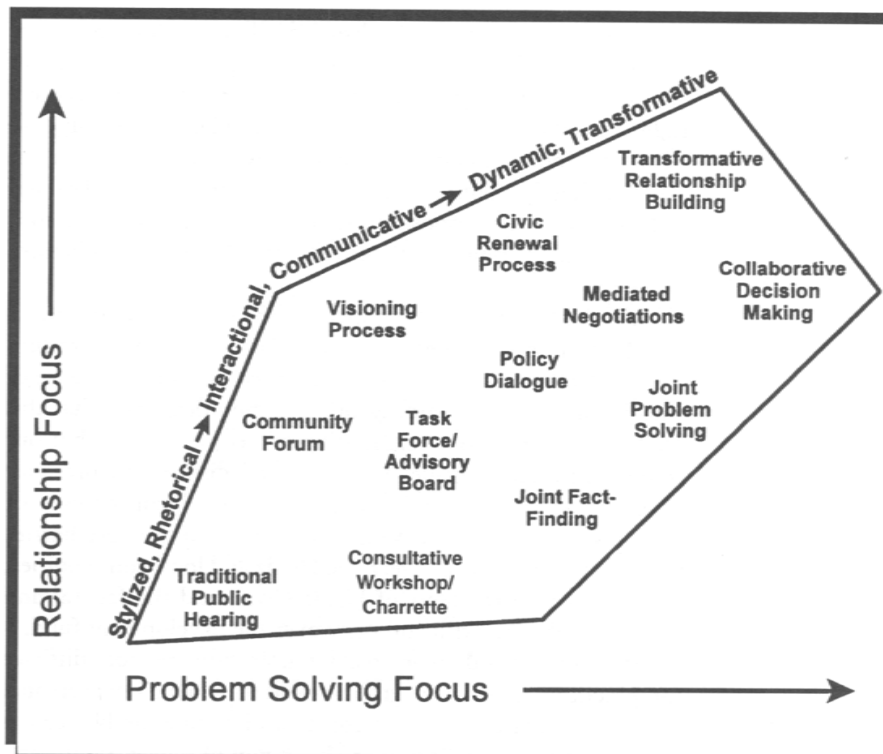 Stylized, Rhetorical → Interactional, Communicative → Dynamic, Transformative
Transformative
Relationship
Building
Civic
Renewal
Process
Collaborative
Decision
Making
Mediated
Negotiations
Visioning
Process
Policy
Dialogue
Joint
Problem
Solving
Community
Forum
Task
Force/
Advisory
Board
Joint Fact-
Finding
Consultative
Workshop/
Charrette
Traditional
Public
Hearing
Relationship Focus
Problem Solving Focus